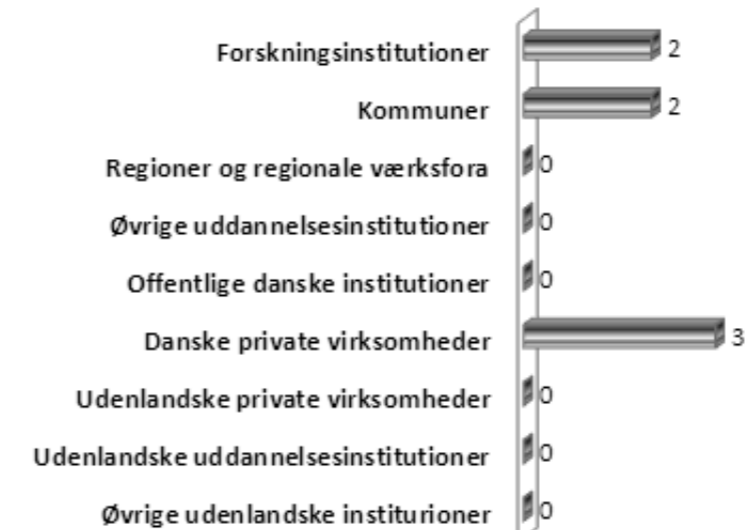 Forskningsinstitutioner 2
Kommuner 2
Regioner og regionale værksfora 0
Øvrige uddannelsesinstitutioner 0
Offentlige danske institutioner 0
Danske private virksomheder 3
Udenlandske private virksomheder 0
Udenlandske uddannelsesinstitutioner 0
Øvrige udenlandske institurioner 0